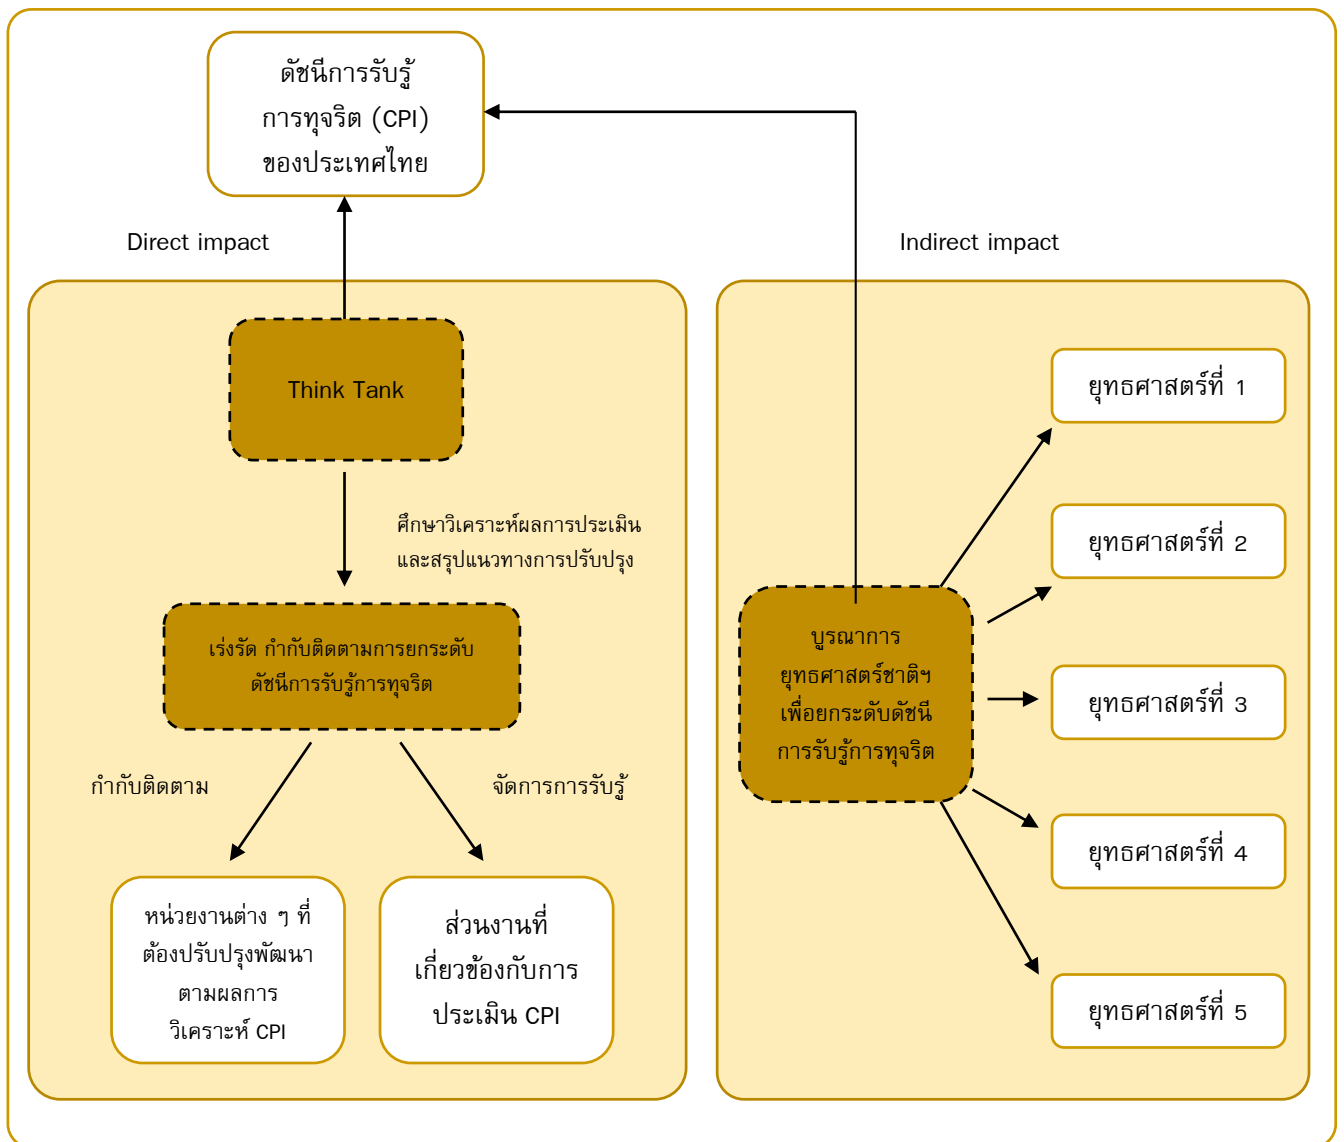 ดัชนีการรับรู้
การทุจริต (CPI)
ของประเทศไทย
Direct impact
Indirect impact
Think Tank
ศึกษาวิเคราะห์ผลการประเมิน
และสรุปแนวทางการปรับปรุง
เร่งรัด กำกับติดตามการยกระดับ
ดัชนีการรับรู้การทุจริต
กำกับติดตาม
จัดการการรับรู้
หน่วยงานต่าง ๆ ที่
ต้องปรับปรุงพัฒนา
ตามผลการ
วิเคราะห์ CPI
ส่วนงานที่
เกี่ยวข้องกับการ
ประเมิน CPI
บูรณาการ
ยุทธศาสตร์ชาติฯ
เพื่อยกระดับดัชนี
การรับรู้การทุจริต
ยุทธศาสตร์ที่ 1
ยุทธศาสตร์ที่ 2
ยุทธศาสตร์ที่ 3
ยุทธศาสตร์ที่ 4
ยุทธศาสตร์ที่ 5